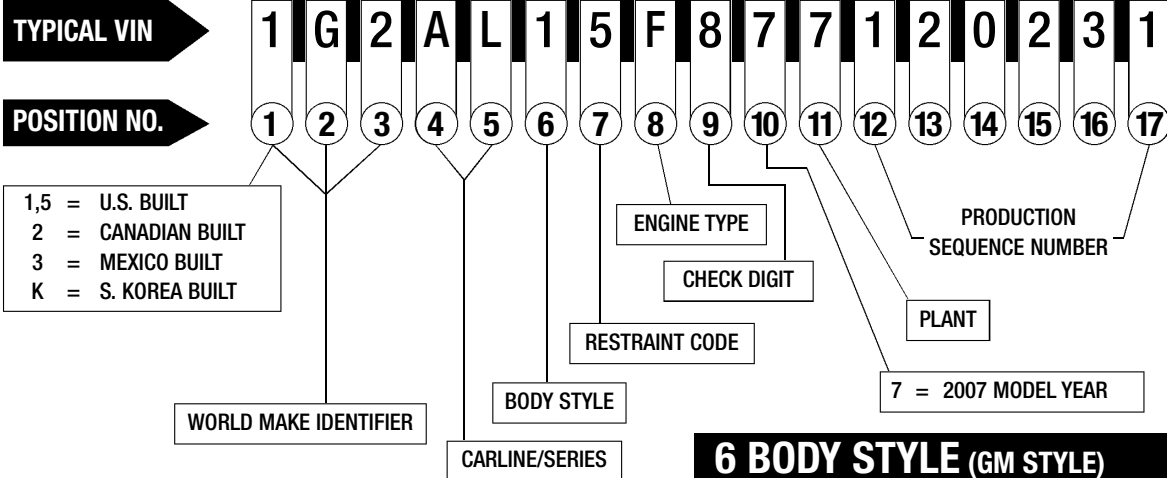 TYPICAL VIN 1 G 2 A L 1 5 F 8 7 7 1 2 0 2 3 1
POSITION NO. 1 2 3 4 5 6 7 8 9 10 11 12 13 14 15 16 17
1,5 = U.S. BUILT
2 = CANADIAN BUILT
3 = MEXICO BUILT
K = S. KOREA BUILT
ENGINE TYPE
PRODUCTION
SEQUENCE NUMBER
CHECK DIGIT
PLANT
RESTRAINT CODE
7 = 2007 MODEL YEAR
BODY STYLE
WORLD MAKE IDENTIFIER
CARLINE/SERIES
6 BODY STYLE (GM STYLE)